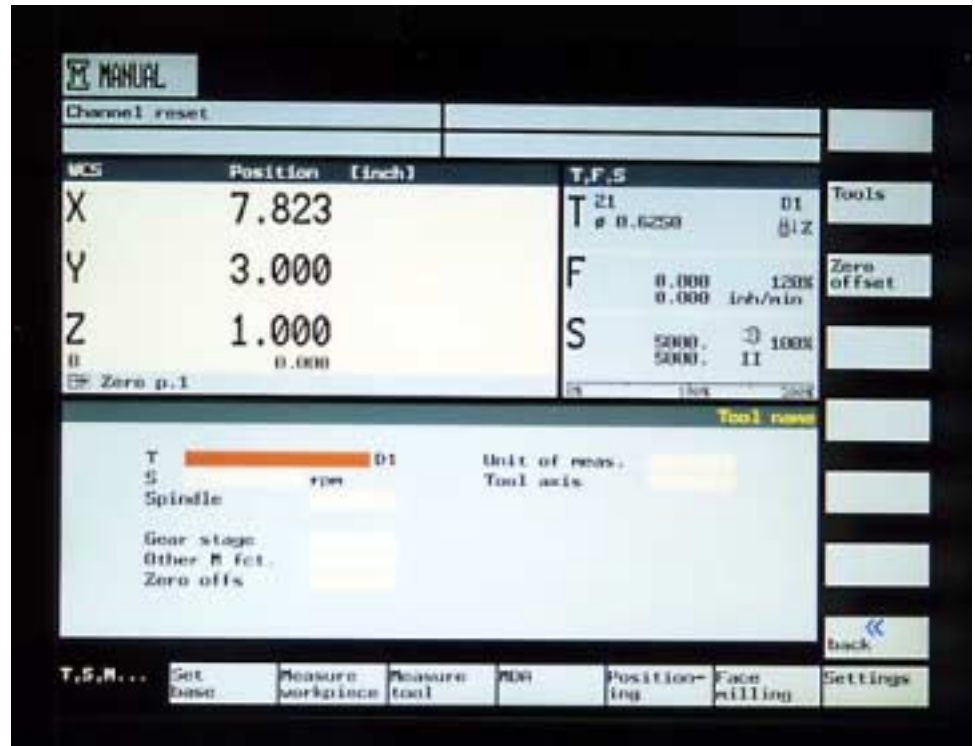 MANUAL
Channel reset
WCS Position [inch]
X 7.823
Y 3.000
Z 1.000
0.000
Zero p.1
T,F,S
T 21 D1
ø 0.6250 Z
F 0.000 120%
0.000 inh/min
S 5000. 100%
5000. II
Tools
Zero
offset
Tool name
T D1
S rpm
Spindle
Gear stage
Other M fct.
Zero offs
Unit of meas.
Tool axis
«
back
T,S,M...
Set
base
Measure
workpiece
Measure
tool
MDA
Position-
ing
Face
milling
Settings